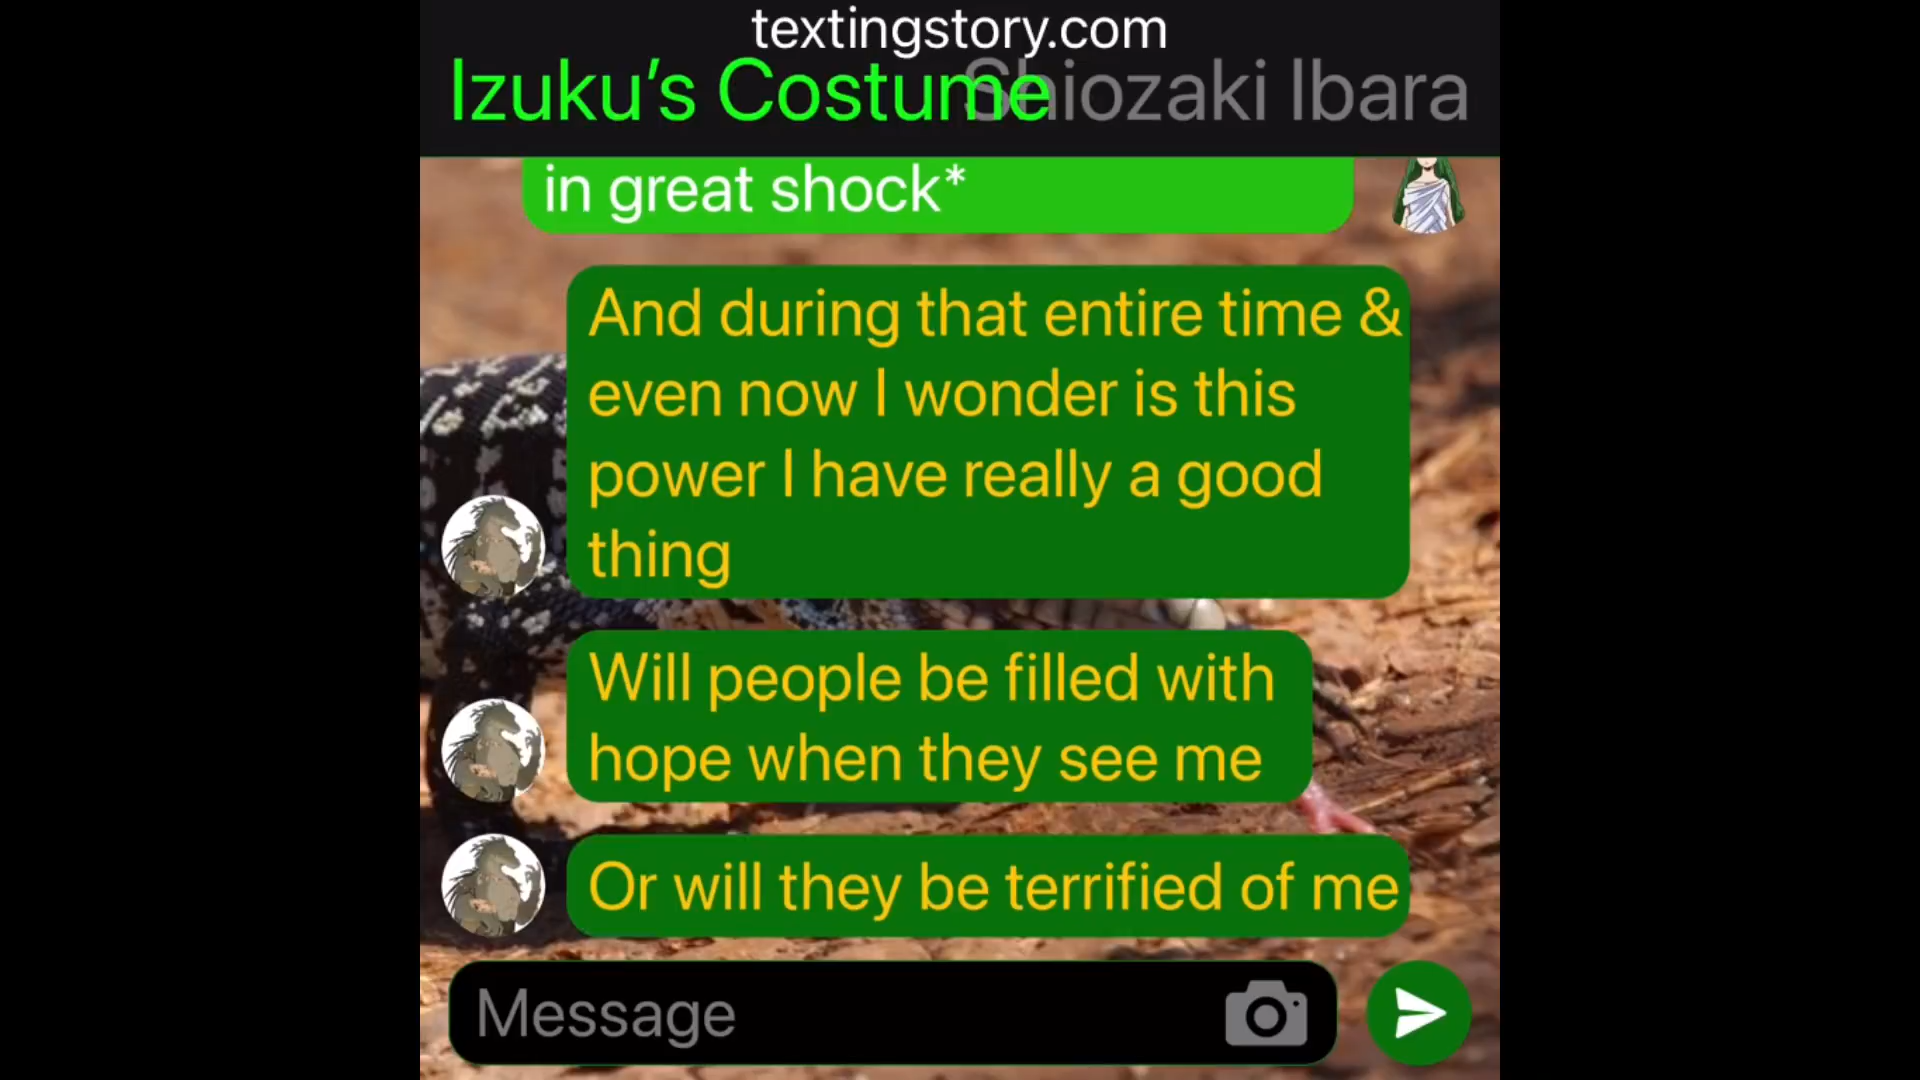 textingstory.com
Izuku's Costume
Shiozaki Ibara
in great shock*
And during that entire time &
even now I wonder is this
power I have really a good
thing
Will people be filled with
hope when they see me
Or will they be terrified of me
Message